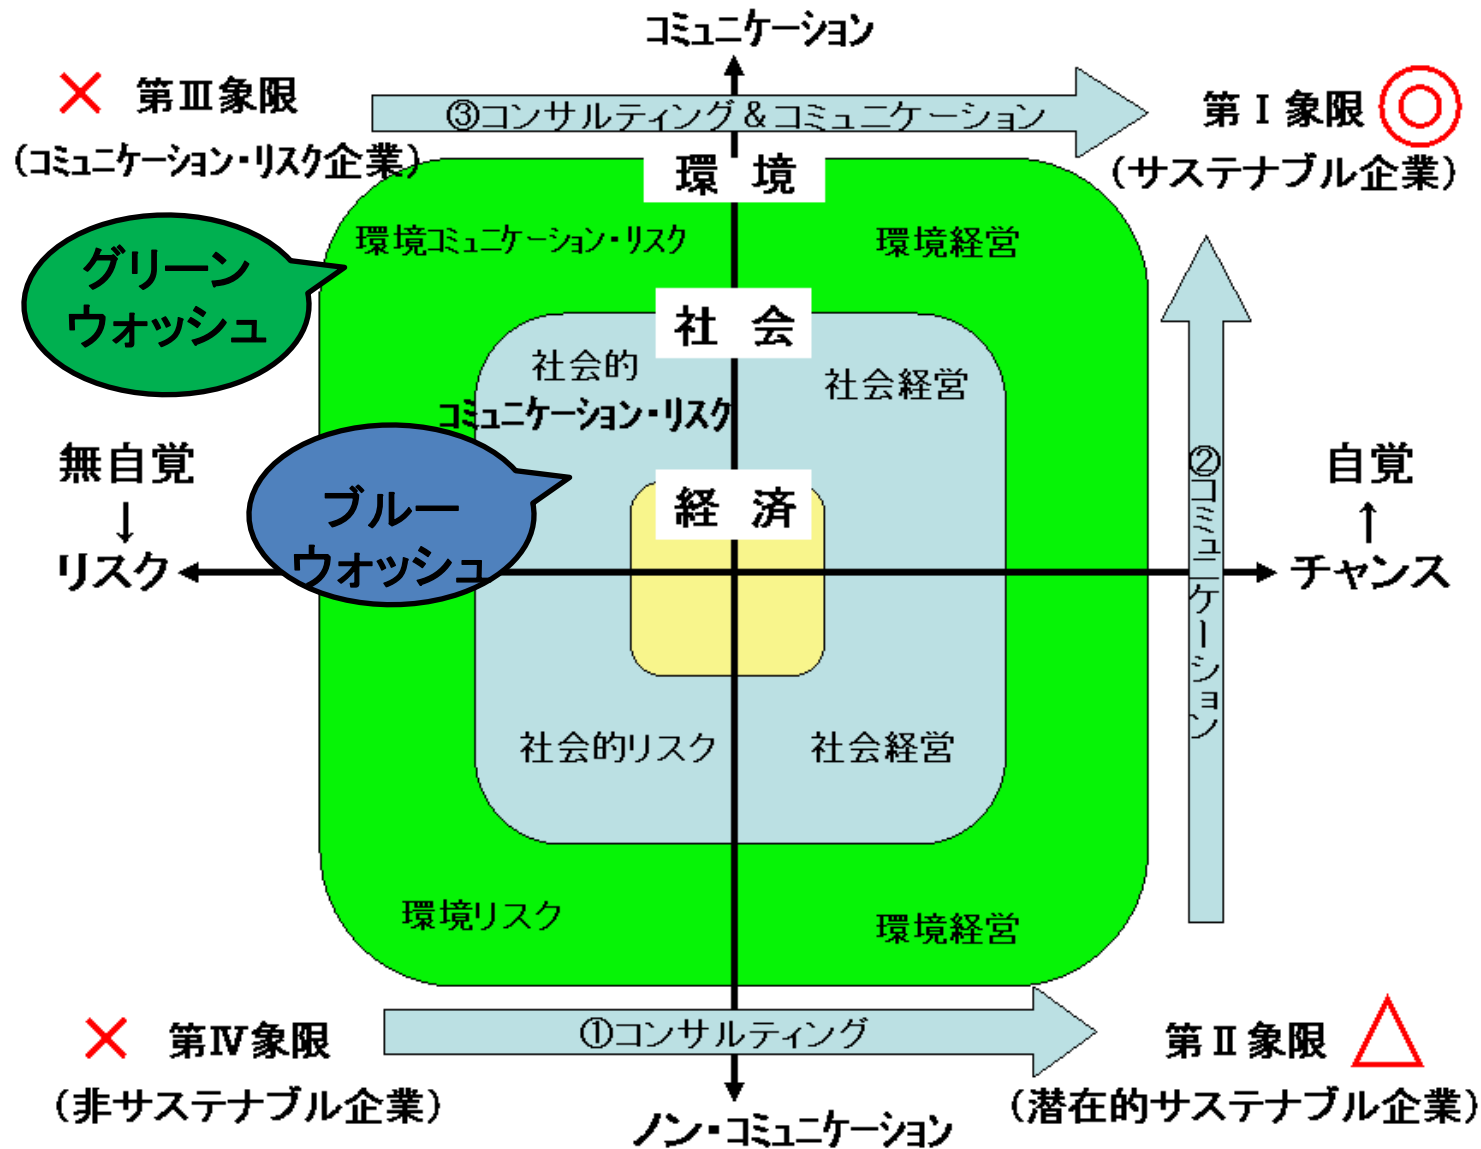 コミュニケーション
× 第Ⅲ象限
(コミュニケーション・リスク企業)
③コンサルティング＆コミュニケーション
第Ⅰ象限 ◎
(サステナブル企業)
環 境
環境コミュニケーション・リスク
環境経営
グリーン
ウォッシュ
社 会
社会的
コミュニケーション・リスク
社会経営
無自覚
↓
リスク
ブルー
ウォッシュ
経 済
②コミュニケーション
自覚
↑
チャンス
社会的リスク
社会経営
環境リスク
環境経営
× 第Ⅳ象限
(非サステナブル企業)
①コンサルティング
第Ⅱ象限 △
(潜在的サステナブル企業)
ノン・コミュニケーション